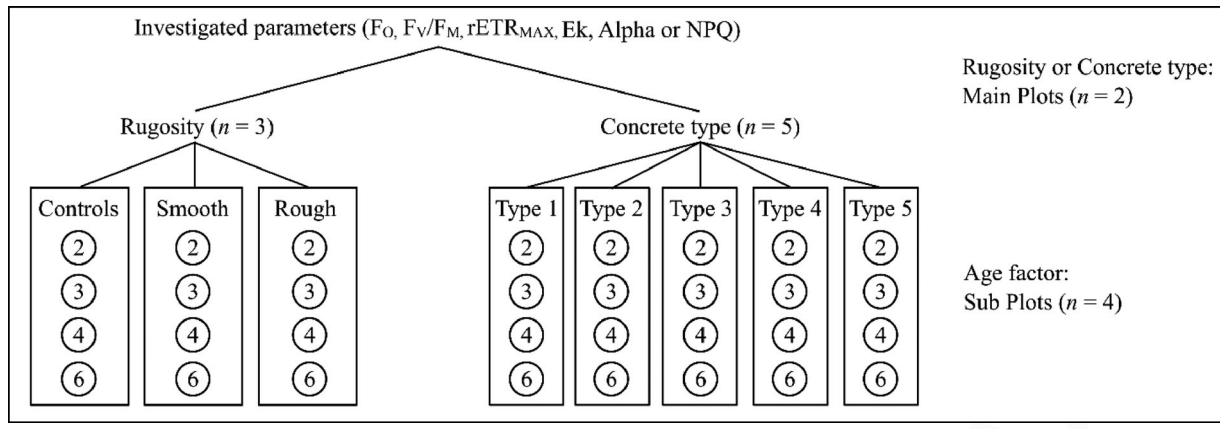 Investigated parameters (FO, FV/FM, rETRMAX, Ek, Alpha or NPQ)
Rugosity or Concrete type:
Main Plots (n = 2)
Rugosity (n = 3)
Concrete type (n = 5)
Controls Smooth Rough Type 1 Type 2 Type 3 Type 4 Type 5
2 2 2 2 2 2 2 2
3 3 3 3 3 3 3 3
4 4 4 4 4 4 4 4
6 6 6 6 6 6 6 6
Age factor:
Sub Plots (n = 4)